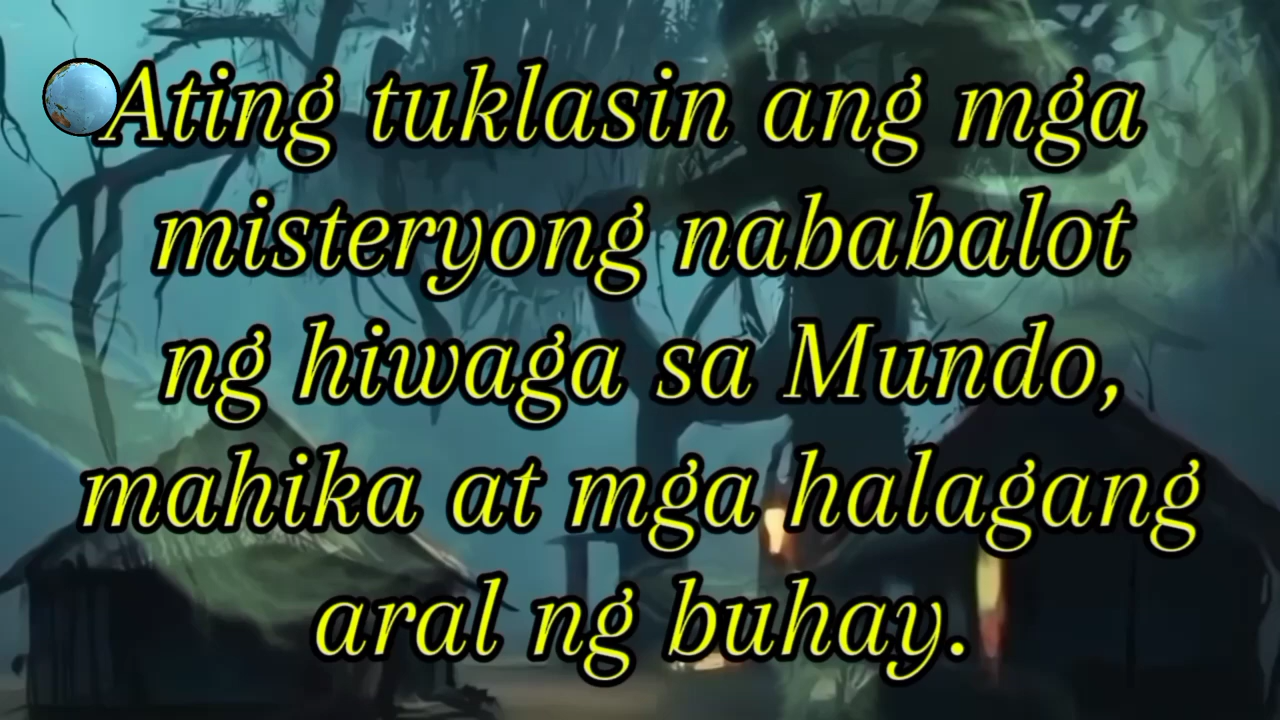 Ating tuklasin ang mga
misteryong nababalot
ng hiwaga sa Mundo,
mahika at mga halagang
aral ng buhay.